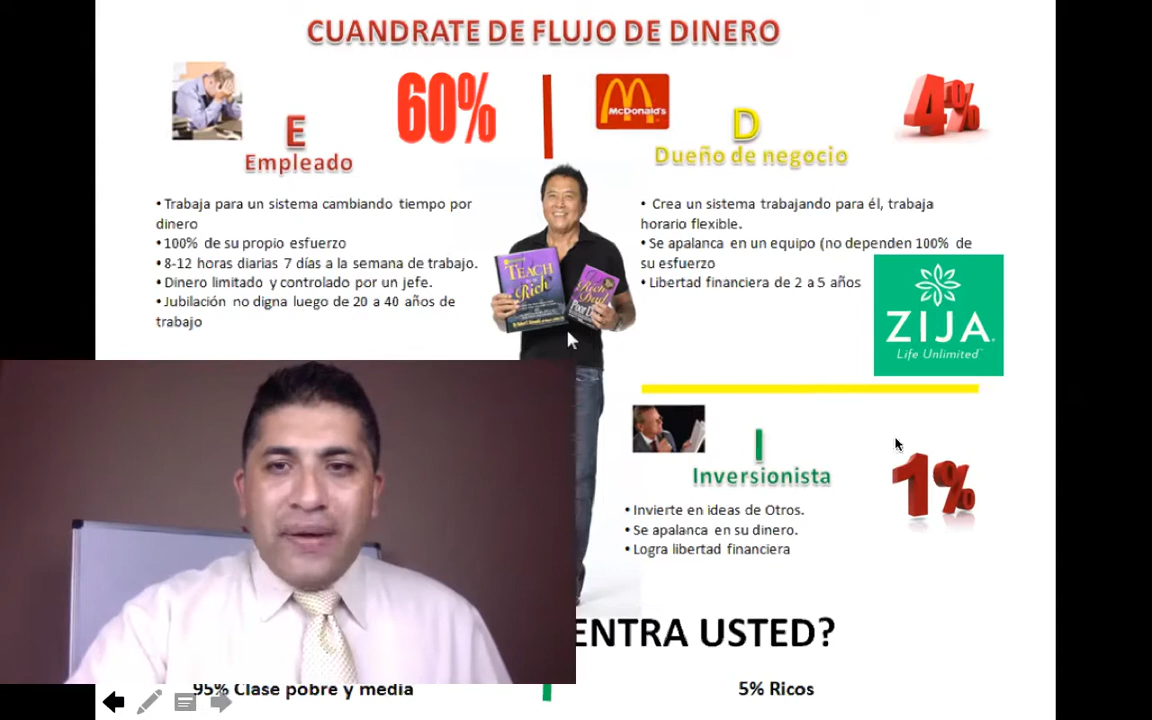 CUANDRATE DE FLUJO DE DINERO
60%
E
Empleado
• Trabaja para un sistema cambiando tiempo por
dinero
• 100% de su propio esfuerzo
• 8-12 horas diarias 7 días a la semana de trabajo.
• Dinero limitado y controlado por un jefe.
• Jubilación no digna luego de 20 a 40 años de
trabajo
McDonald's
D
Dueño de negocio
4%
• Crea un sistema trabajando para él, trabaja
horario flexible.
• Se apalanca en un equipo (no dependen 100% de
su esfuerzo
• Libertad financiera de 2 a 5 años
TEACH
Rich
Rich Dad
Poor
ZIJA
Life Unlimited
I
Inversionista
1%
• Invierte en ideas de Otros.
• Se apalanca en su dinero.
• Logra libertad financiera
ENTRA USTED?
95% Clase pobre y media
5% Ricos